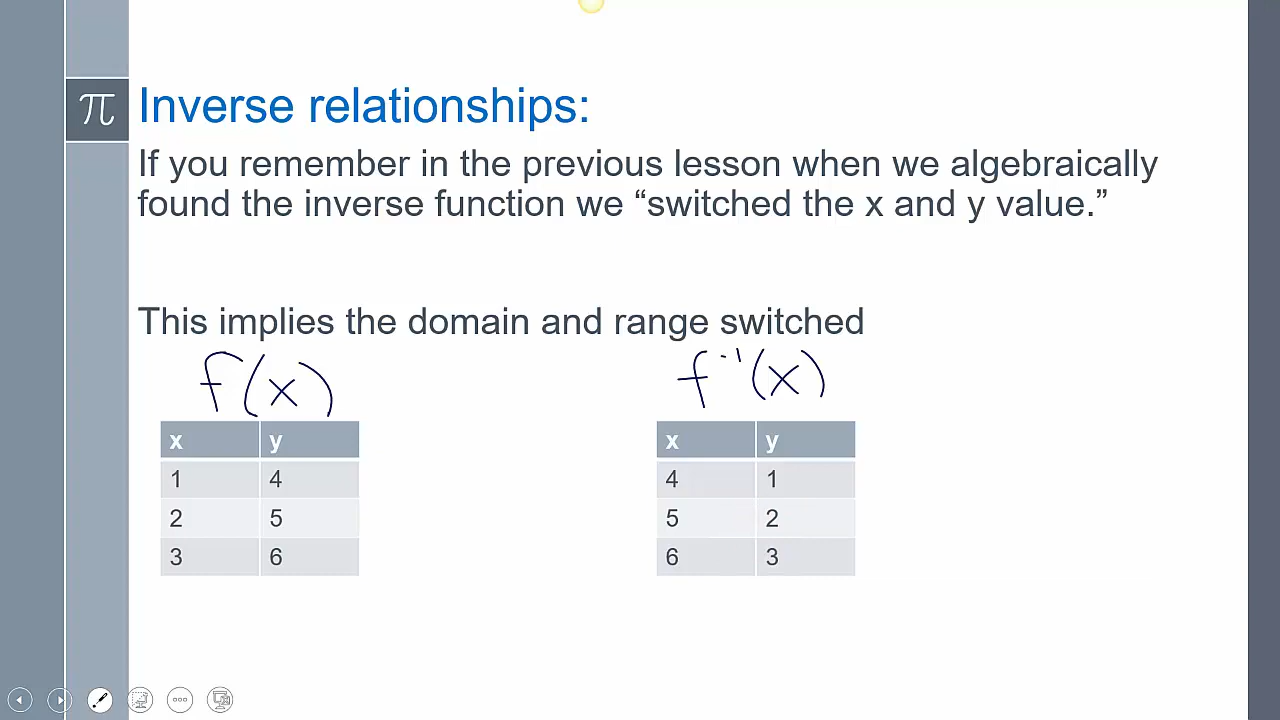 π
Inverse relationships:
If you remember in the previous lesson when we algebraically
found the inverse function we “switched the x and y value.”
This implies the domain and range switched
f(x)
x y
1 4
2 5
3 6
f⁻¹(x)
x y
4 1
5 2
6 3